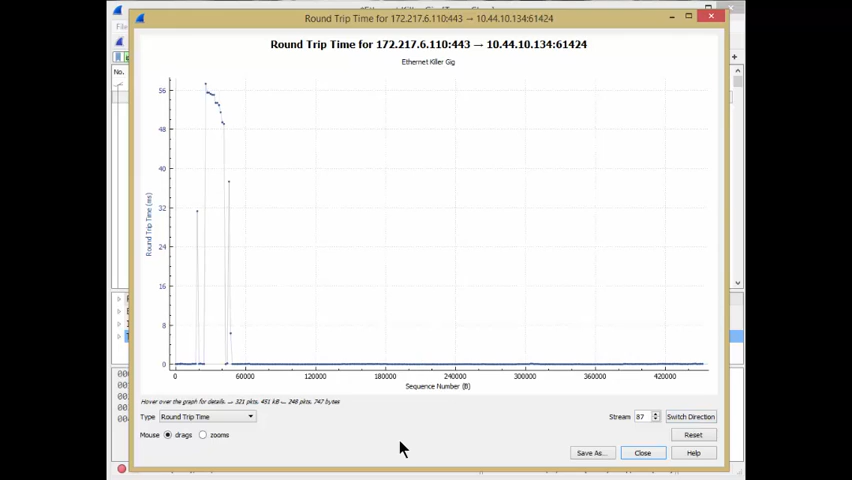 Round Trip Time for 172.217.6.110:443 → 10.44.10.134:61424
Round Trip Time for 172.217.6.110:443 → 10.44.10.134:61424
Ethernet Killer Gig
No.
Round Trip Time (ms)
56
48
40
32
24
16
8
0
0
60000
120000
180000
240000
300000
360000
420000
Sequence Number (B)
Hover over the graph for details. → 321 pkts, 451 kB ← 248 pkts, 747 bytes
Type Round Trip Time
Stream 87 Switch Direction
Mouse drags zooms
Reset
Save As... Close Help